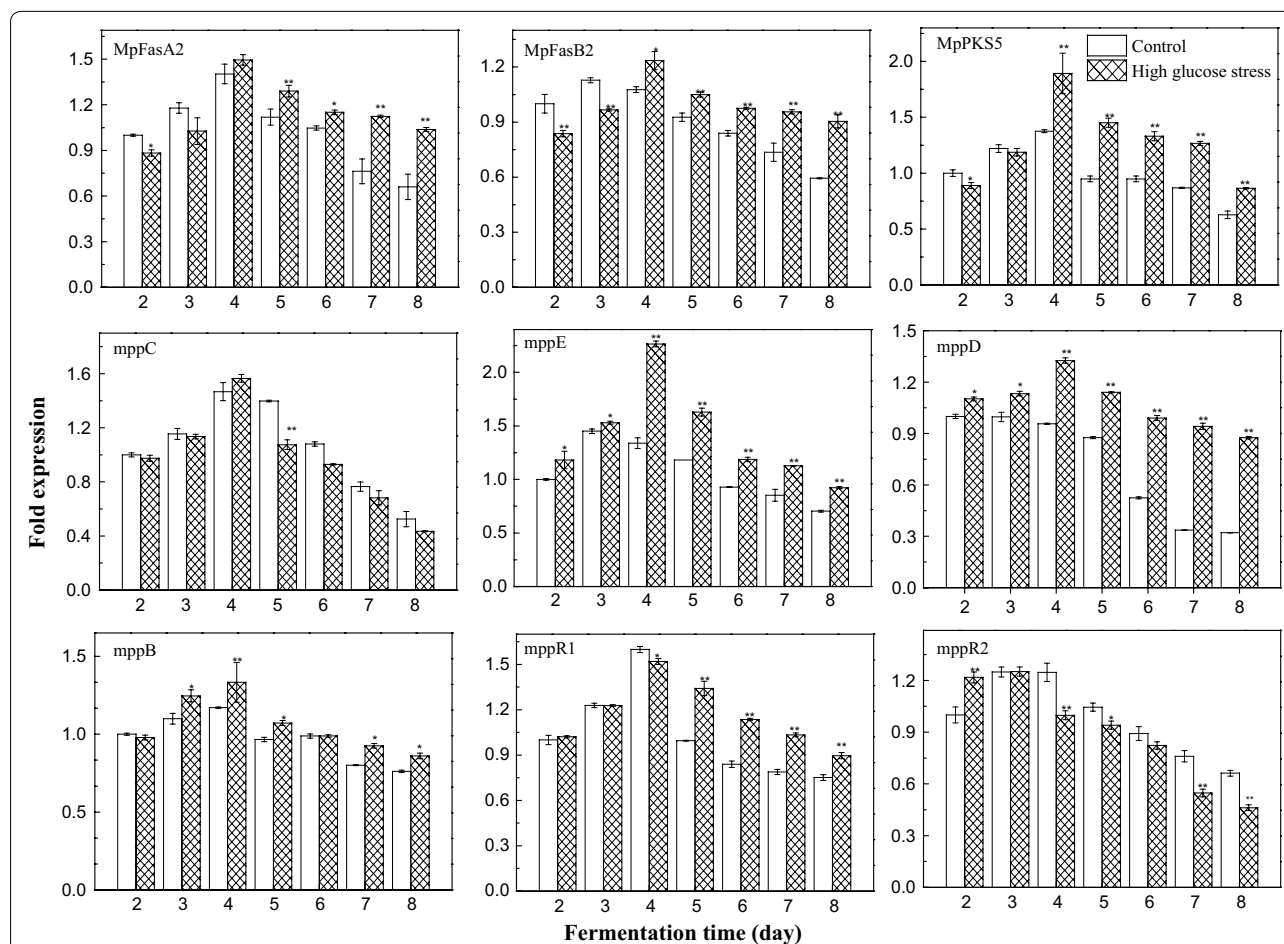 MpFasA2
1.5
1.2
0.9
0.6
0.3
* ** * ** **
2 3 4 5 6 7 8
MpFasB2
1.2
0.9
0.6
0.3
0.0
** ** * ** ** ** **
2 3 4 5 6 7 8
MpPKS5
Control
High glucose stress
2.0
1.5
1.0
0.5
0.0
* ** ** ** ** **
2 3 4 5 6 7 8
Fold expression
mppC
1.6
1.2
0.8
0.4
0.0
**
2 3 4 5 6 7 8
mppE
2.0
1.5
1.0
0.5
0.0
* * ** ** ** ** **
2 3 4 5 6 7 8
mppD
1.5
1.2
0.9
0.6
0.3
0.0
* * ** ** ** ** **
2 3 4 5 6 7 8
mppB
1.5
1.0
0.5
0.0
* ** * * *
2 3 4 5 6 7 8
mppR1
1.5
1.2
0.9
0.6
0.3
0.0
* ** ** ** **
2 3 4 5 6 7 8
mppR2
1.2
0.9
0.6
0.3
0.0
** ** * ** **
2 3 4 5 6 7 8
Fermentation time (day)